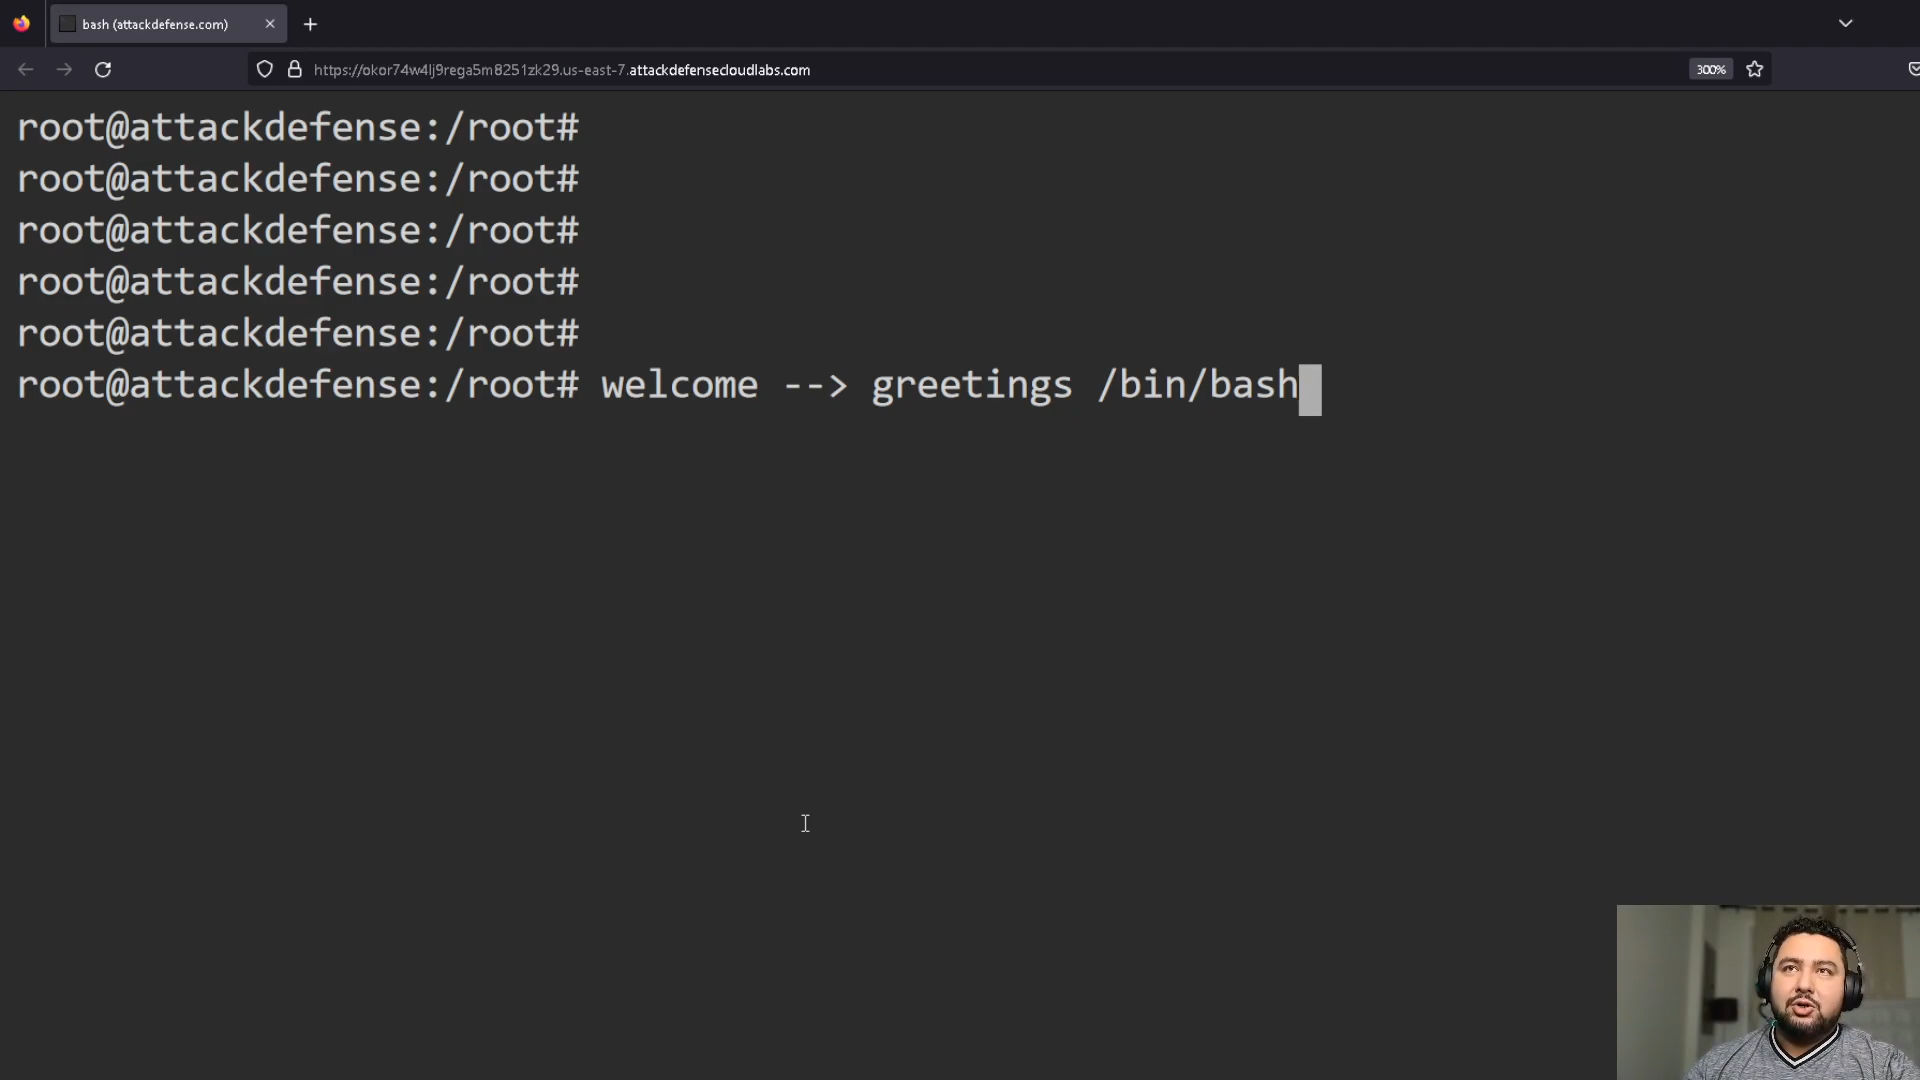 bash (attackdefense.com)
https://okor74w4lj9rega5m8251zk29.us-east-7.attackdefensecloudlabs.com
300%
root@attackdefense:/root#
root@attackdefense:/root#
root@attackdefense:/root#
root@attackdefense:/root#
root@attackdefense:/root#
root@attackdefense:/root# welcome --> greetings /bin/bash